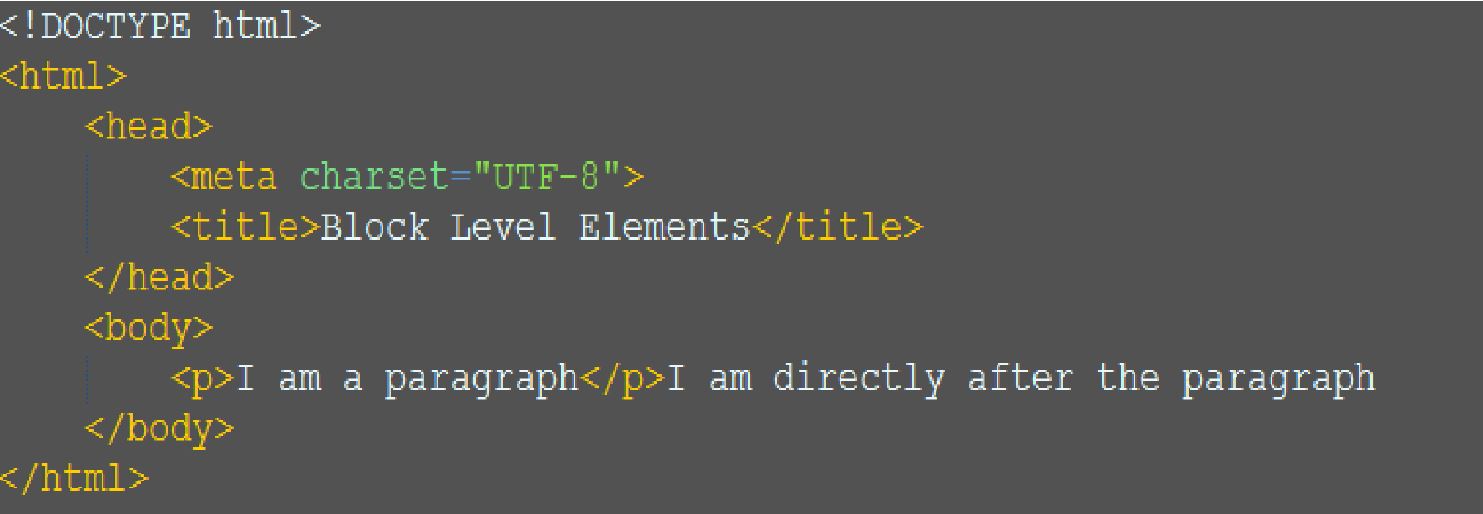 <!DOCTYPE html>
<html>
<head>
<meta charset="UTF-8">
<title>Block Level Elements</title>
</head>
<body>
<p>I am a paragraph</p>I am directly after the paragraph
</body>
</html>